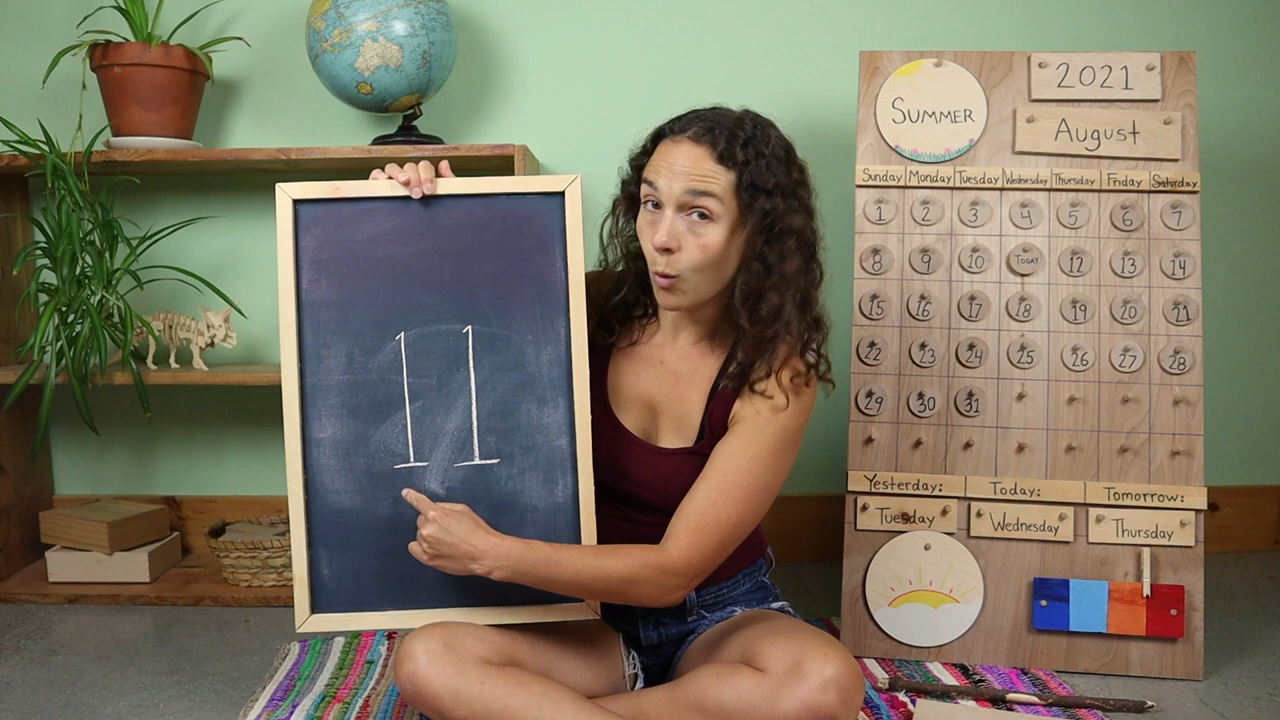 11
SUMMER
2021
August
Sunday Monday Tuesday Wednesday Thursday Friday Saturday
1 2 3 4 5 6 7
8 9 10 TODAY 12 13 14
15 16 17 18 19 20 21
22 23 24 25 26 27 28
29 30 31
Yesterday: Today: Tomorrow:
Tuesday Wednesday Thursday